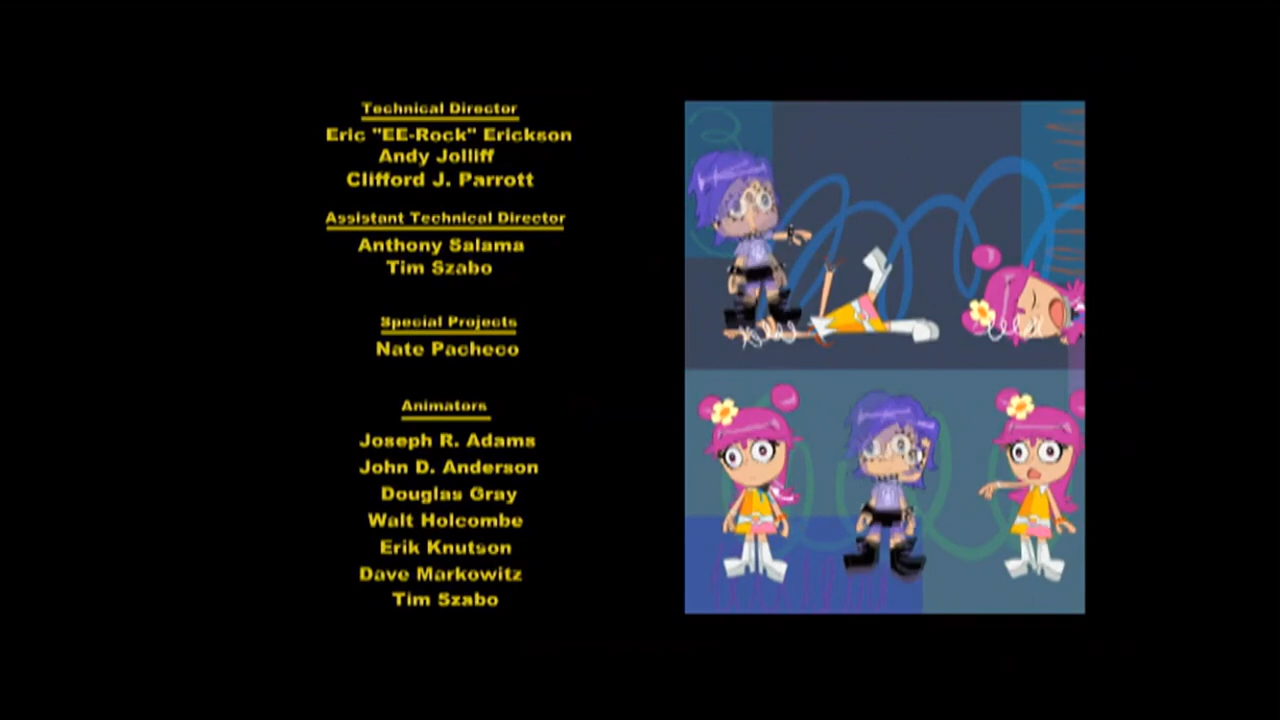 Technical Director
Eric "EE-Rock" Erickson
Andy Jolliff
Clifford J. Parrott
Assistant Technical Director
Anthony Salama
Tim Szabo
Special Projects
Nate Pacheco
Animators
Joseph R. Adams
John D. Anderson
Douglas Gray
Walt Holcombe
Erik Knutson
Dave Markowitz
Tim Szabo